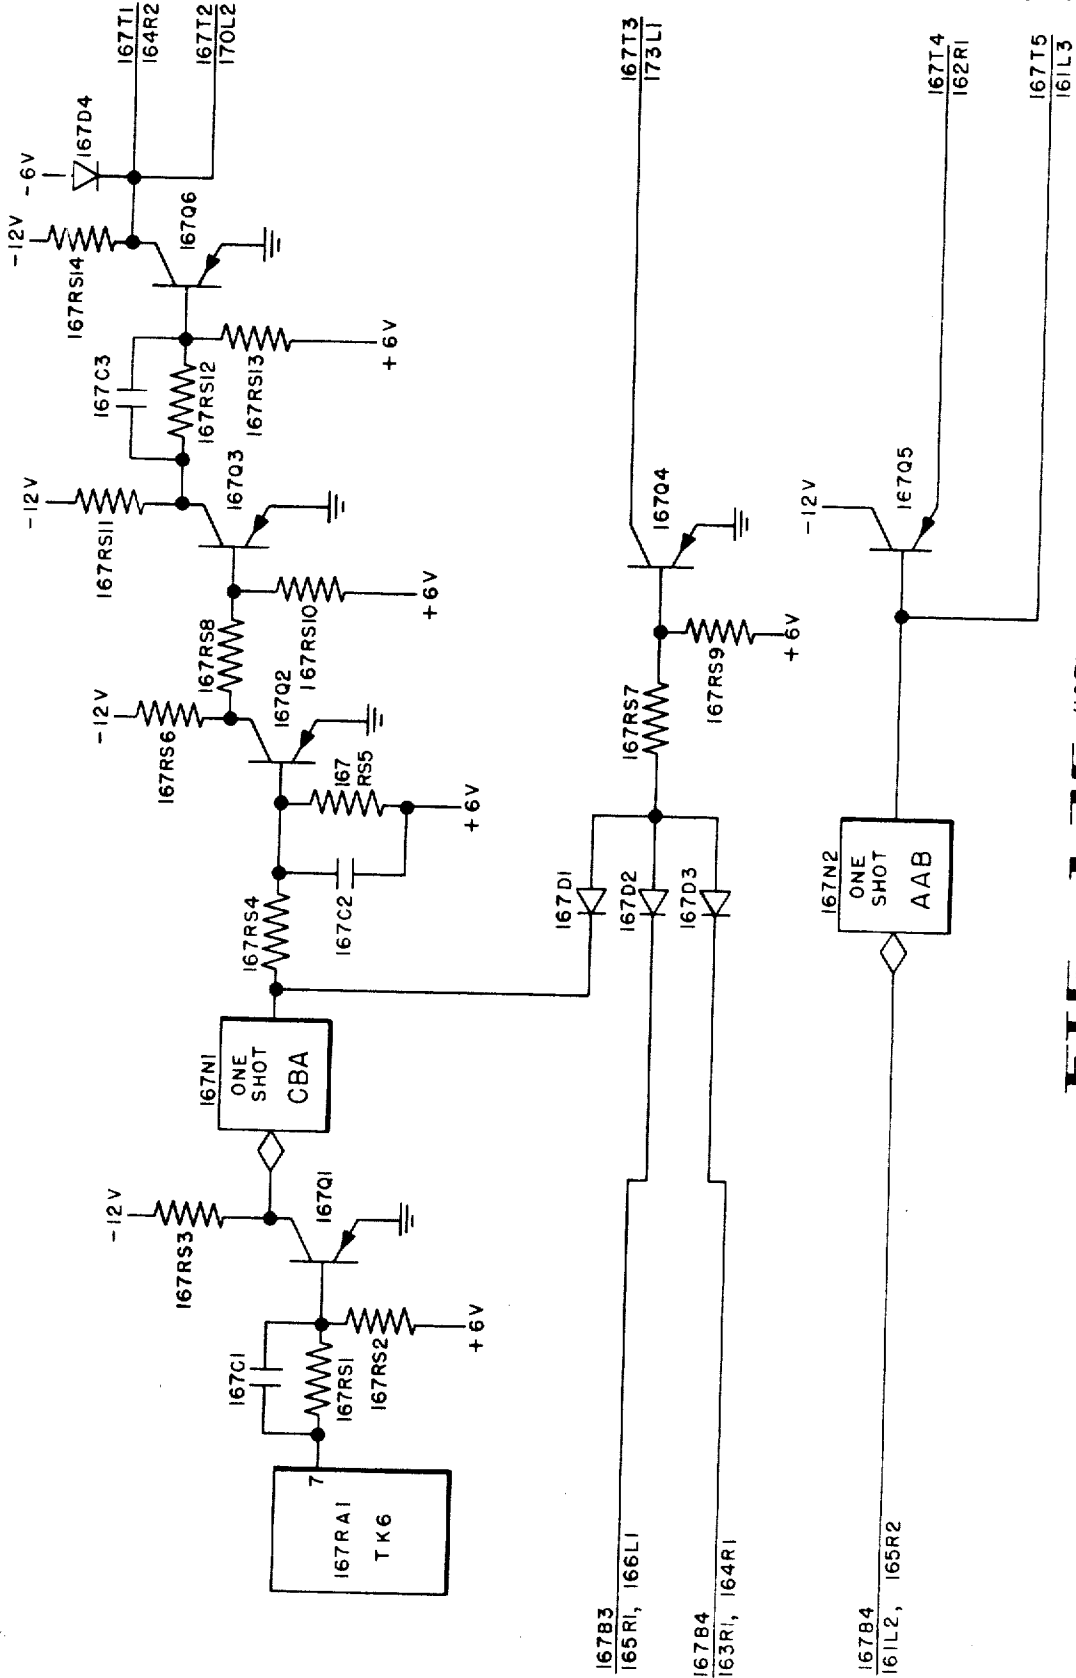 167T1
164R2
167T2
170L2
-6V
167D4
-12V
167RS14
167Q6
167C3
167RS12
167RS13
+6V
-12V
167RS11
167Q3
167RS8
167RS10
+6V
-12V
167RS6
167Q2
167
RS5
+6V
167RS4
167C2
167N1
ONE
SHOT
CBA
-12V
167RS3
167Q1
167C1
167RS1
167RS2
+6V
7
167RA1
TK6
167T3
173L1
167Q4
167RS7
167RS9
+6V
167D1
167D2
167D3
167B3
165R1, 166L1
167B4
163R1, 164R1
167T4
162R1
167T5
161L3
-12V
167Q5
167N2
ONE
SHOT
AAB
167B4
161L2, 165R2